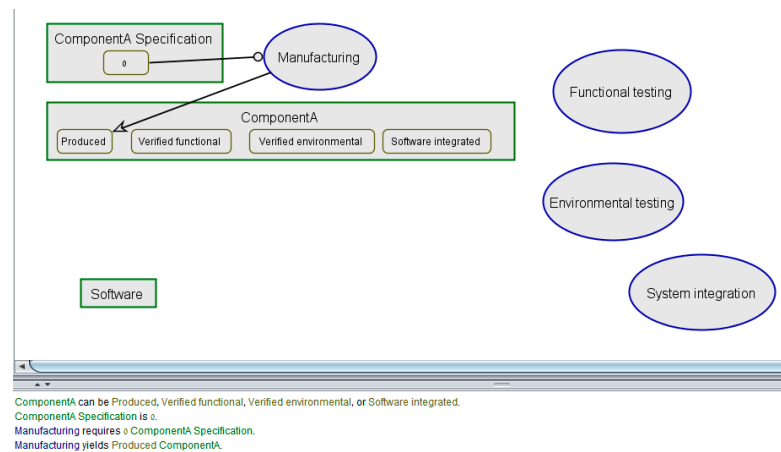 ComponentA Specification
0
Manufacturing
Functional testing
ComponentA
Produced
Verified functional
Verified environmental
Software integrated
Environmental testing
Software
System integration
ComponentA can be Produced, Verified functional, Verified environmental, or Software integrated.
ComponentA Specification is 0.
Manufacturing requires 0 ComponentA Specification.
Manufacturing yields Produced ComponentA.